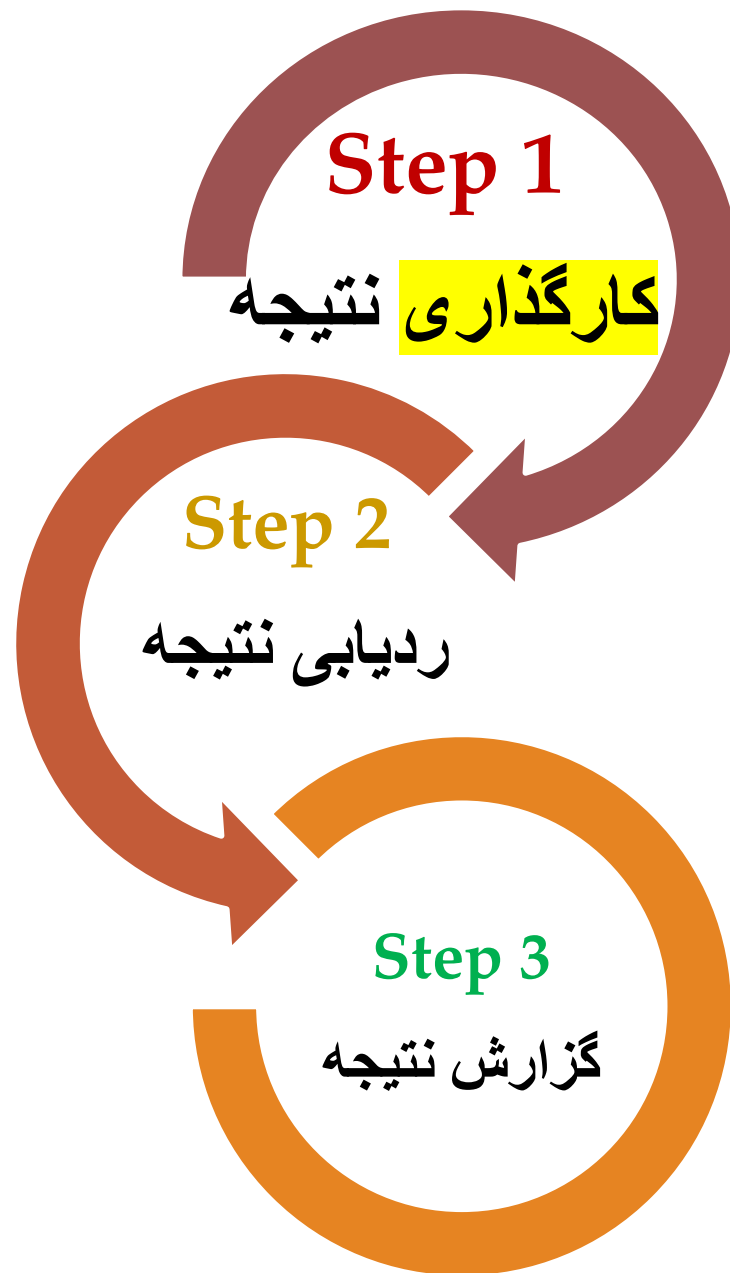 Step 1
کارگذاری نتیجه
Step 2
ردیابی نتیجه
Step 3
گزارش نتیجه